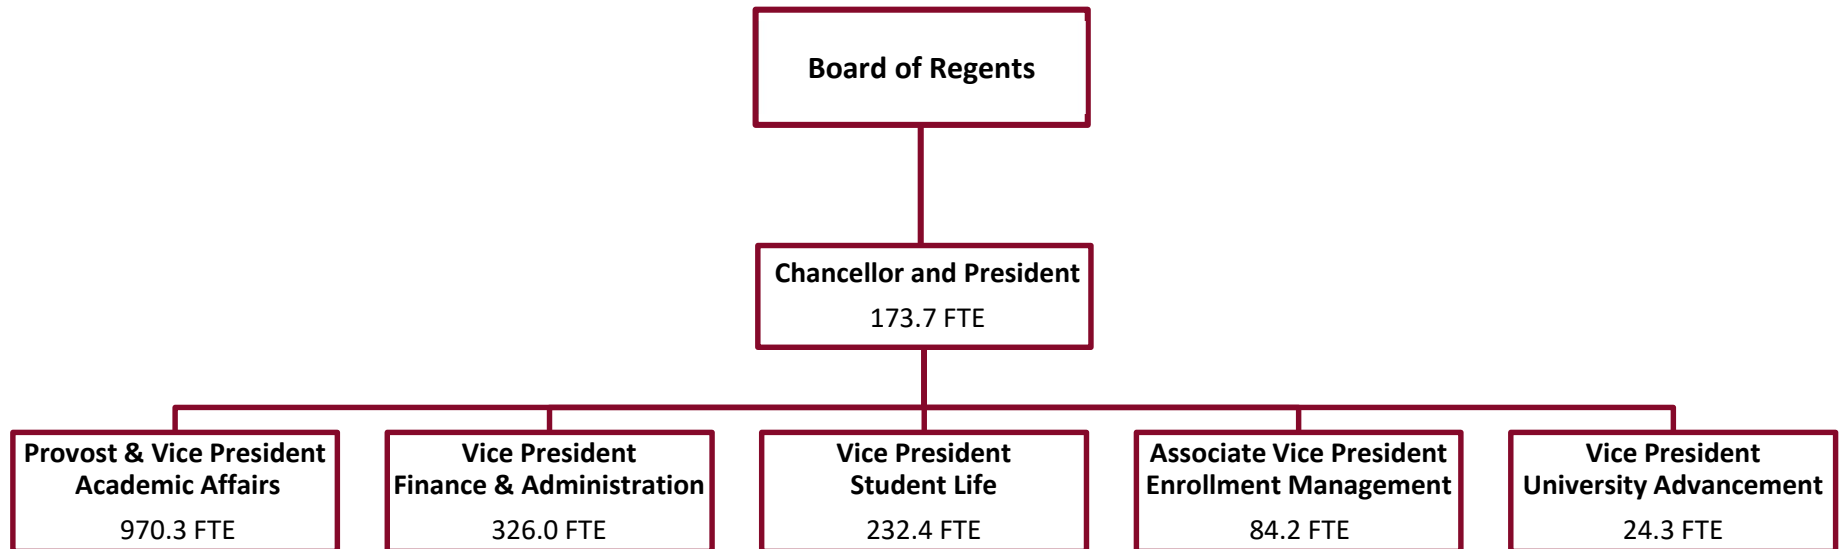 Board of Regents
Chancellor and President
173.7 FTE
Provost & Vice President
Academic Affairs
970.3 FTE
Vice President
Finance & Administration
326.0 FTE
Vice President
Student Life
232.4 FTE
Associate Vice President
Enrollment Management
84.2 FTE
Vice President
University Advancement
24.3 FTE